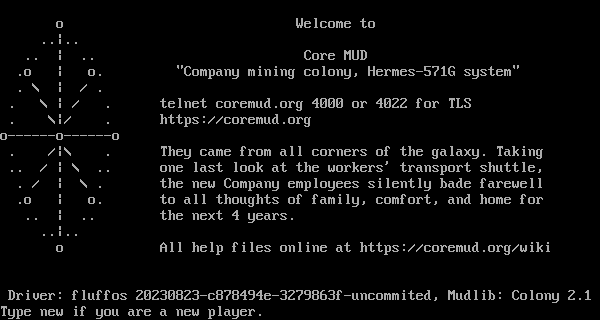 Welcome to
Core MUD
"Company mining colony, Hermes-571G system"
telnet coremud.org 4000 or 4022 for TLS
https://coremud.org
They came from all corners of the galaxy. Taking
one last look at the workers' transport shuttle,
the new Company employees silently bade farewell
to all thoughts of family, comfort, and home for
the next 4 years.
All help files online at https://coremud.org/wiki
Driver: fluffos 20230823-c878494e-3279863f-uncommited, Mudlib: Colony 2.1
Type new if you are a new player.